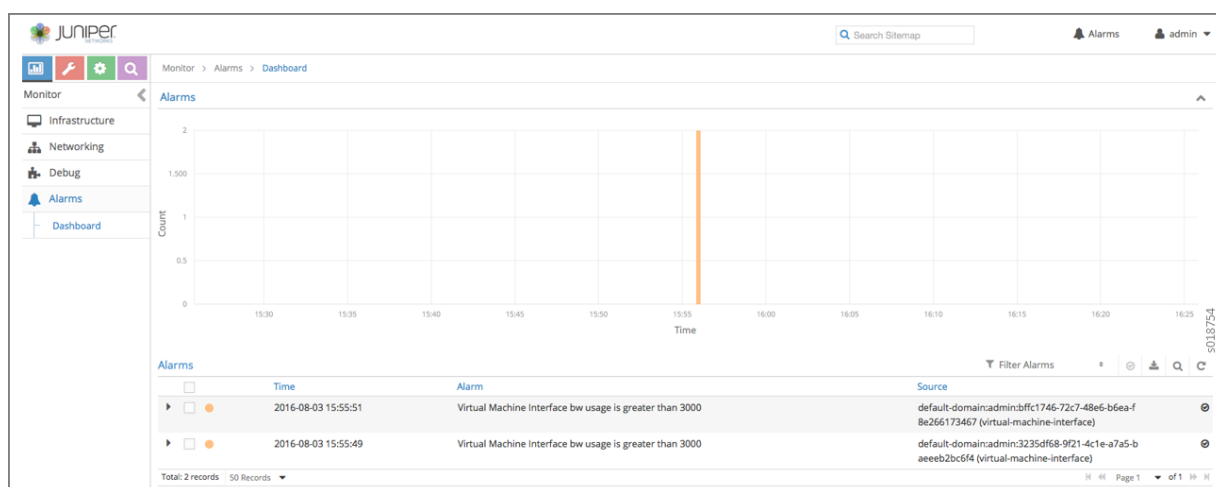 JUNIPER
NETWORKS
Search Sitemap
Alarms
admin
Monitor > Alarms > Dashboard
Monitor
Infrastructure
Networking
Debug
Alarms
Dashboard
Alarms
2
1.500
1
0.5
0
Count
15:30 15:35 15:40 15:45 15:50 15:55 16:00 16:05 16:10 16:15 16:20 16:25
Time
s018754
Alarms
Filter Alarms
Time Alarm Source
2016-08-03 15:55:51 Virtual Machine Interface bw usage is greater than 3000 default-domain:admin:bffc1746-72c7-48e6-b6ea-f
8e266173467 (virtual-machine-interface)
2016-08-03 15:55:49 Virtual Machine Interface bw usage is greater than 3000 default-domain:admin:3235df68-9f21-4c1e-a7a5-b
aeeeb2bc6f4 (virtual-machine-interface)
Total: 2 records 50 Records Page 1 of 1